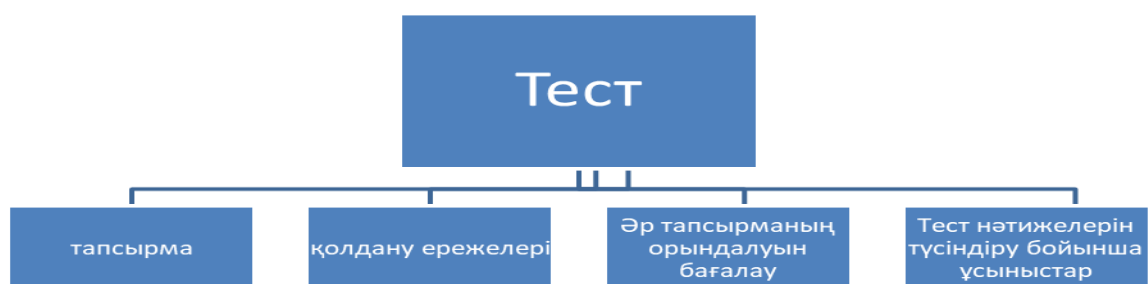 Тест
тапсырма
қолдану ережелері
Әр тапсырманың
орындалуын
бағалау
Тест нәтижелерін
түсіндіру бойынша
ұсыныстар